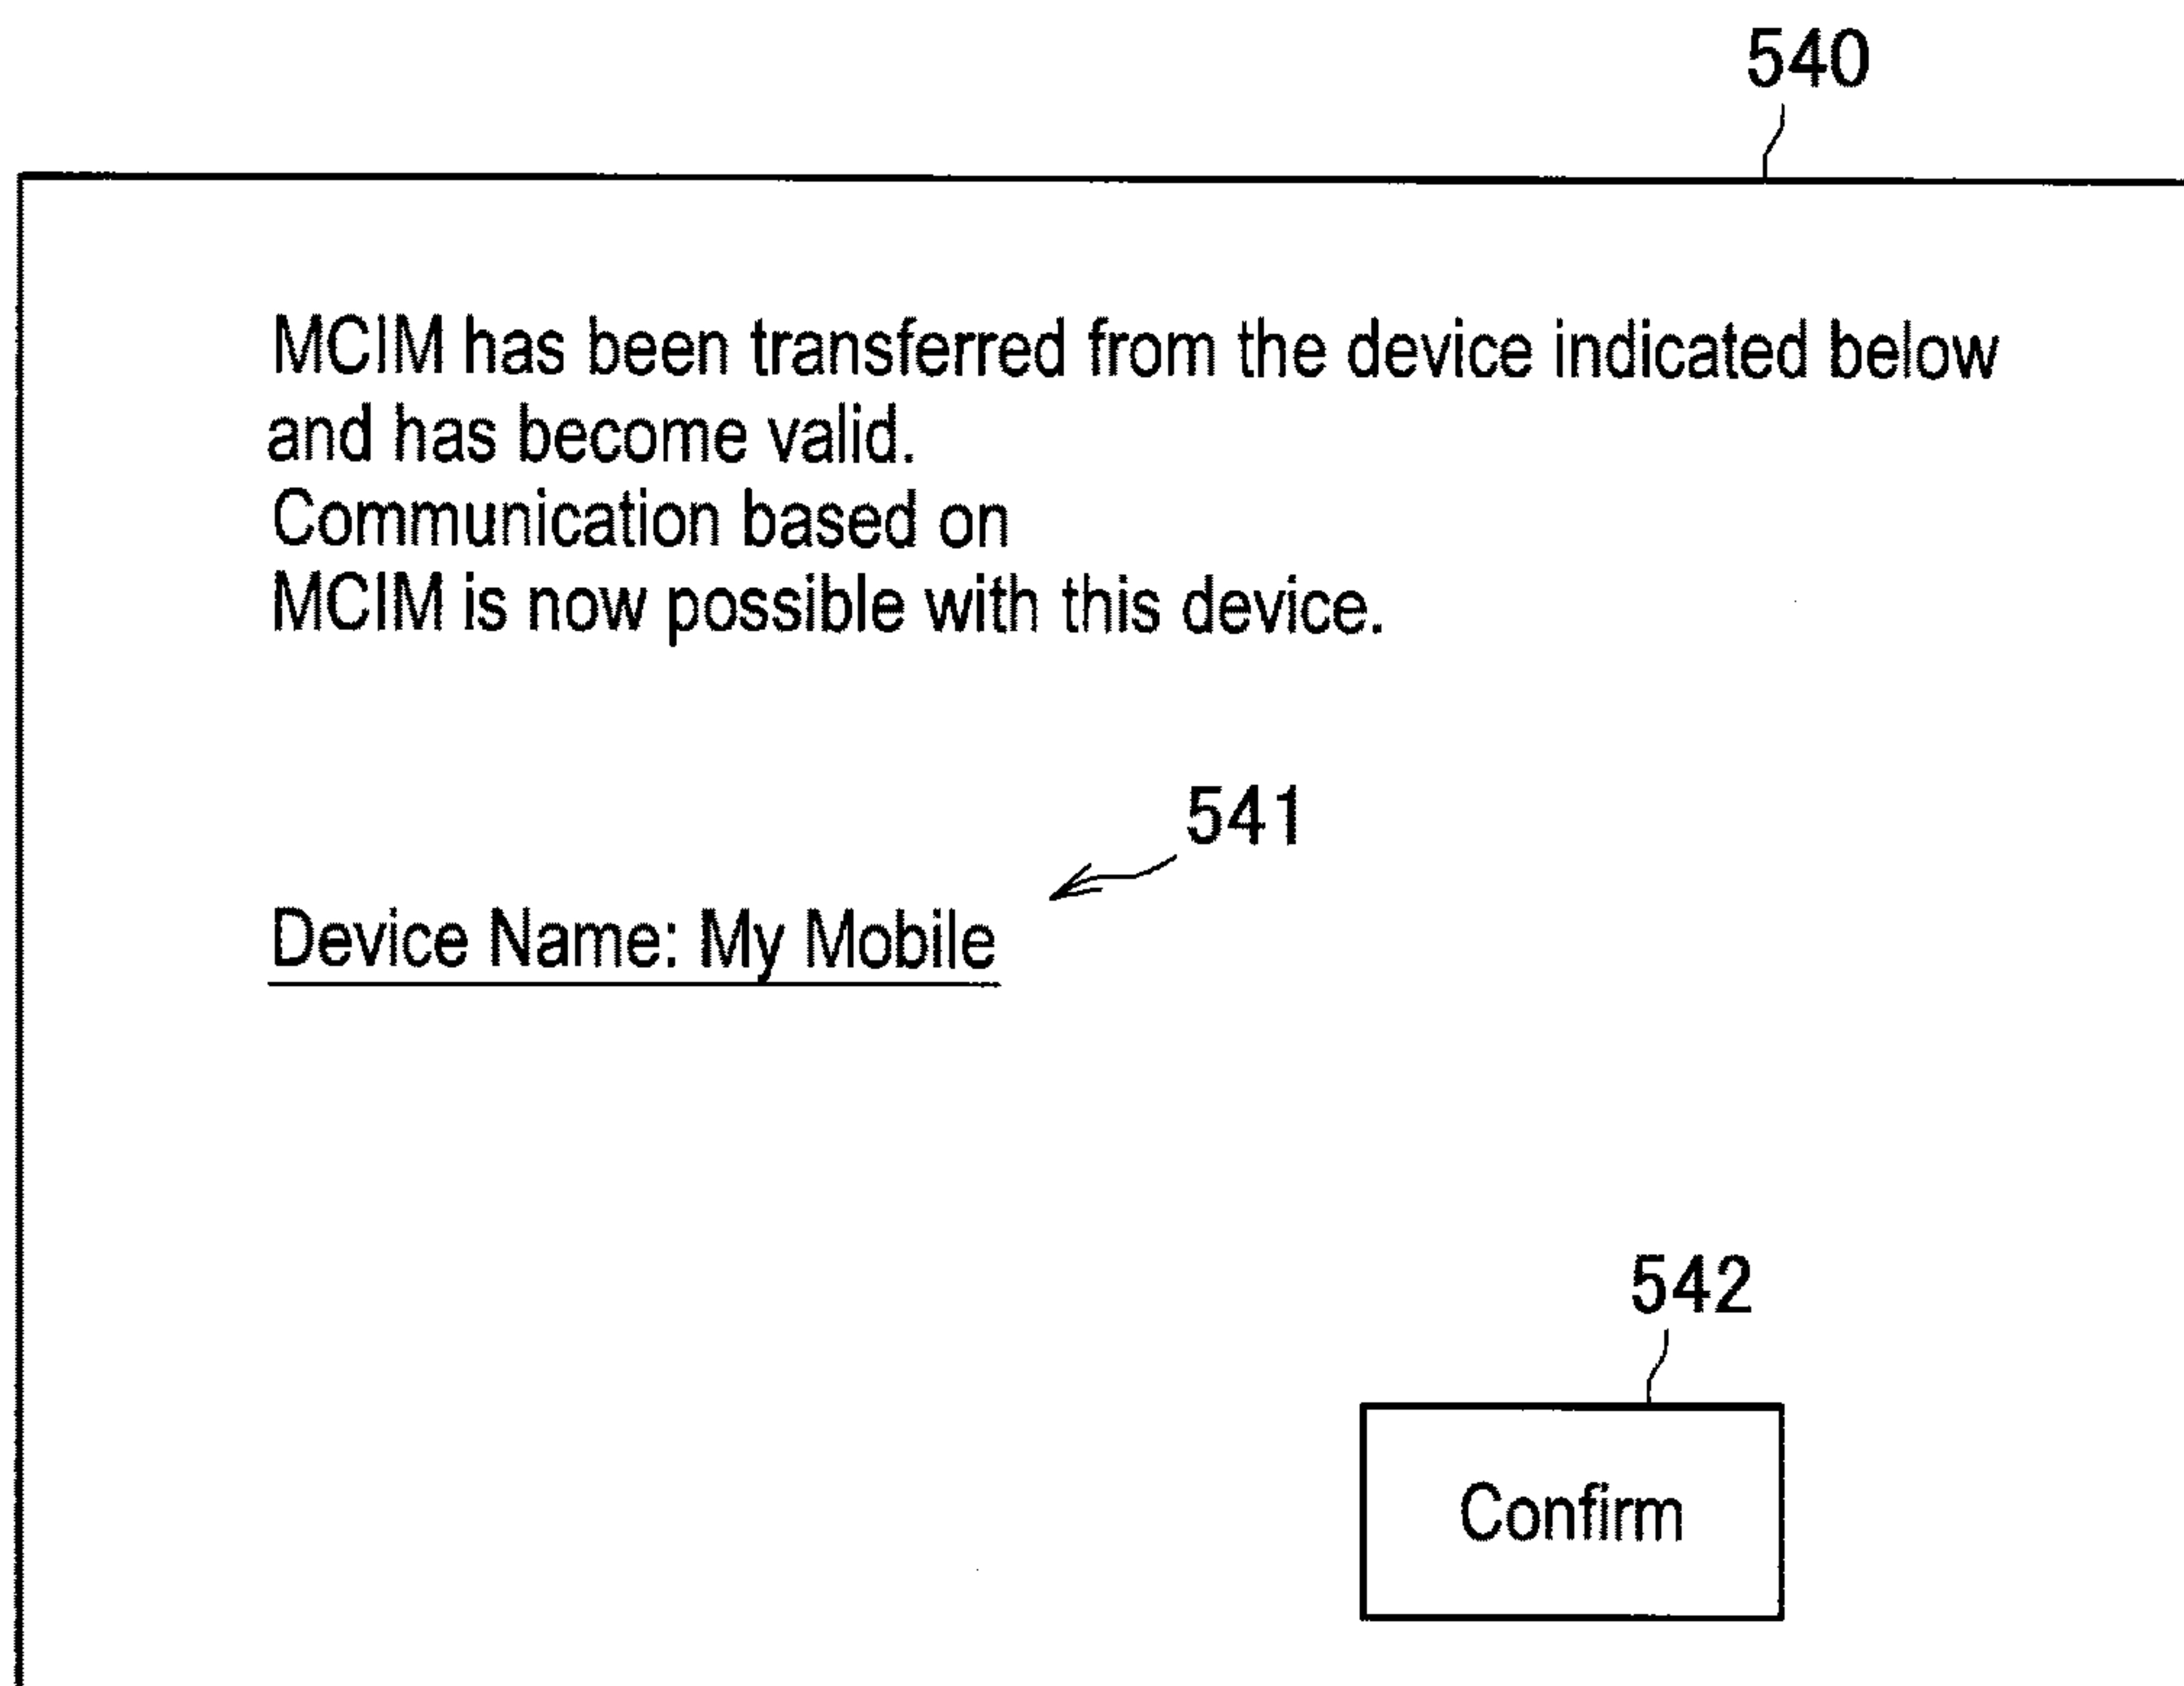 540
MCIM has been transferred from the device indicated below
and has become valid.
Communication based on
MCIM is now possible with this device.
541
Device Name: My Mobile
542
Confirm